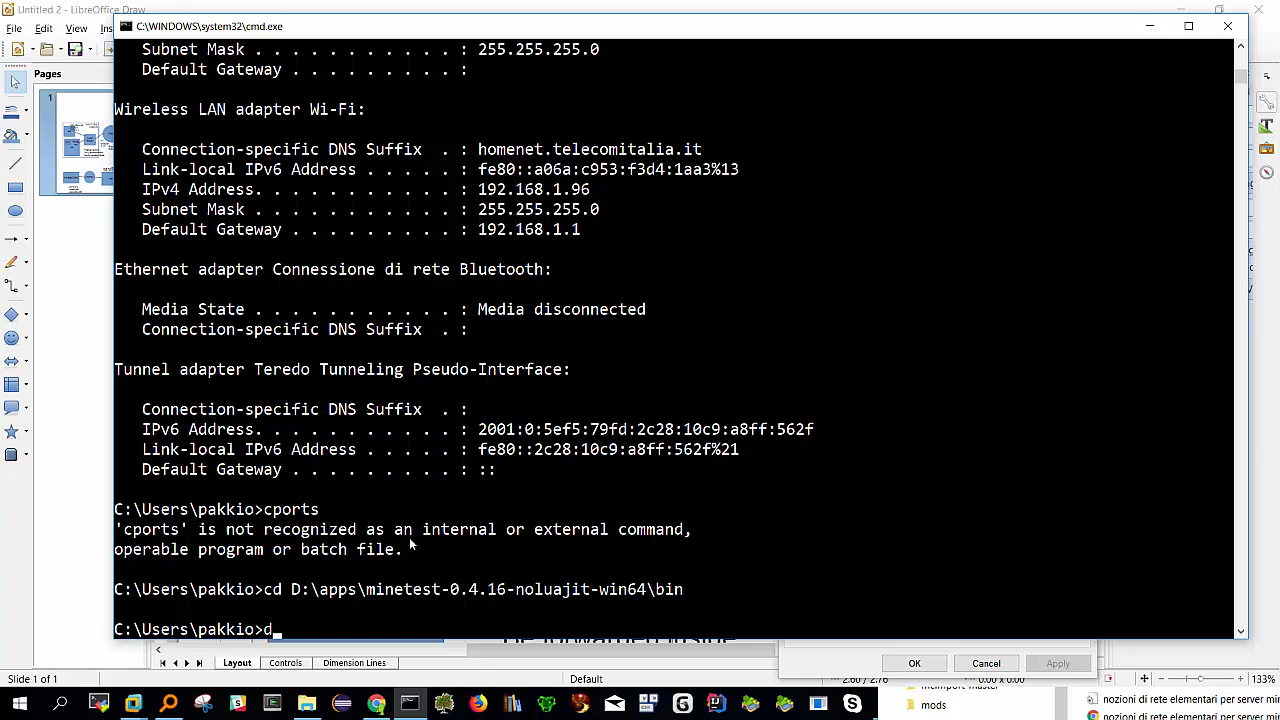 Untitled 2 - LibreOffice Draw
File Edit View Ins
C:\WINDOWS\system32\cmd.exe
Pages
1
Subnet Mask . . . . . . . . . . . : 255.255.255.0
Default Gateway . . . . . . . . . :
Wireless LAN adapter Wi-Fi:
Connection-specific DNS Suffix  . : homenet.telecomitalia.it
Link-local IPv6 Address . . . . . : fe80::a06a:c953:f3d4:1aa3%13
IPv4 Address. . . . . . . . . . . : 192.168.1.96
Subnet Mask . . . . . . . . . . . : 255.255.255.0
Default Gateway . . . . . . . . . : 192.168.1.1
Ethernet adapter Connessione di rete Bluetooth:
Media State . . . . . . . . . . . : Media disconnected
Connection-specific DNS Suffix  . :
Tunnel adapter Teredo Tunneling Pseudo-Interface:
Connection-specific DNS Suffix  . :
IPv6 Address. . . . . . . . . . . : 2001:0:5ef5:79fd:2c28:10c9:a8ff:562f
Link-local IPv6 Address . . . . . : fe80::2c28:10c9:a8ff:562f%21
Default Gateway . . . . . . . . . : ::
C:\Users\pakkio>cports
'cports' is not recognized as an internal or external command,
operable program or batch file.
C:\Users\pakkio>cd D:\apps\minetest-0.4.16-noluajit-win64\bin
C:\Users\pakkio>d
Layout Controls Dimension Lines
OK Cancel Apply
Slide 1 of 1 Default 0.00 x 0.00 133%
mods
nozioni di rete elementari per server mi
nozioni di rete elementari per server mi